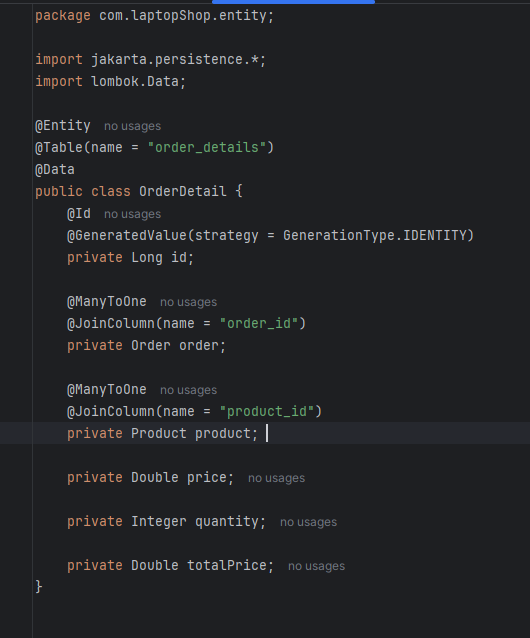 package com.laptopShop.entity;
import jakarta.persistence.*;
import lombok.Data;
@Entity no usages
@Table(name = "order_details")
@Data
public class OrderDetail {
@Id no usages
@GeneratedValue(strategy = GenerationType.IDENTITY)
private Long id;
@ManyToOne no usages
@JoinColumn(name = "order_id")
private Order order;
@ManyToOne no usages
@JoinColumn(name = "product_id")
private Product product;
private Double price; no usages
private Integer quantity; no usages
private Double totalPrice; no usages
}